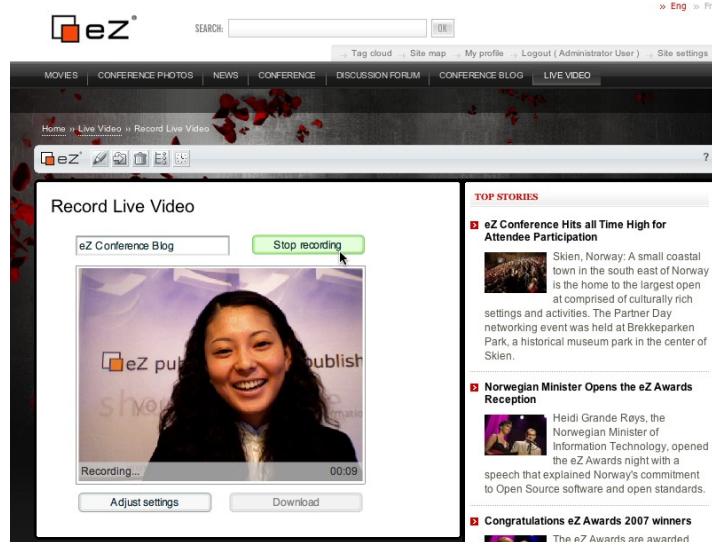 » Eng » Fr
eZ
SEARCH:
OK
Tag cloud → Site map → My profile → Logout ( Administrator User ) → Site settings
MOVIES CONFERENCE PHOTOS NEWS CONFERENCE DISCUSSION FORUM CONFERENCE BLOG LIVE VIDEO
Home » Live Video » Record Live Video
eZ
?
Record Live Video
eZ Conference Blog
Stop recording
eZ pub
publish
Recording...
00:09
Adjust settings
Download
TOP STORIES
eZ Conference Hits all Time High for
Attendee Participation
Skien, Norway: A small coastal
town in the south east of Norway
is the home to the largest open
at comprised of culturally rich
settings and activities. The Partner Day
networking event was held at Brekkeparken
Park, a historical museum park in the center of
Skien.
Norwegian Minister Opens the eZ Awards
Reception
Heidi Grande Røys, the
Norwegian Minister of
Information Technology, opened
the eZ Awards night with a
speech that explained Norway's commitment
to Open Source software and open standards.
Congratulations eZ Awards 2007 winners
The eZ Awards are awarded